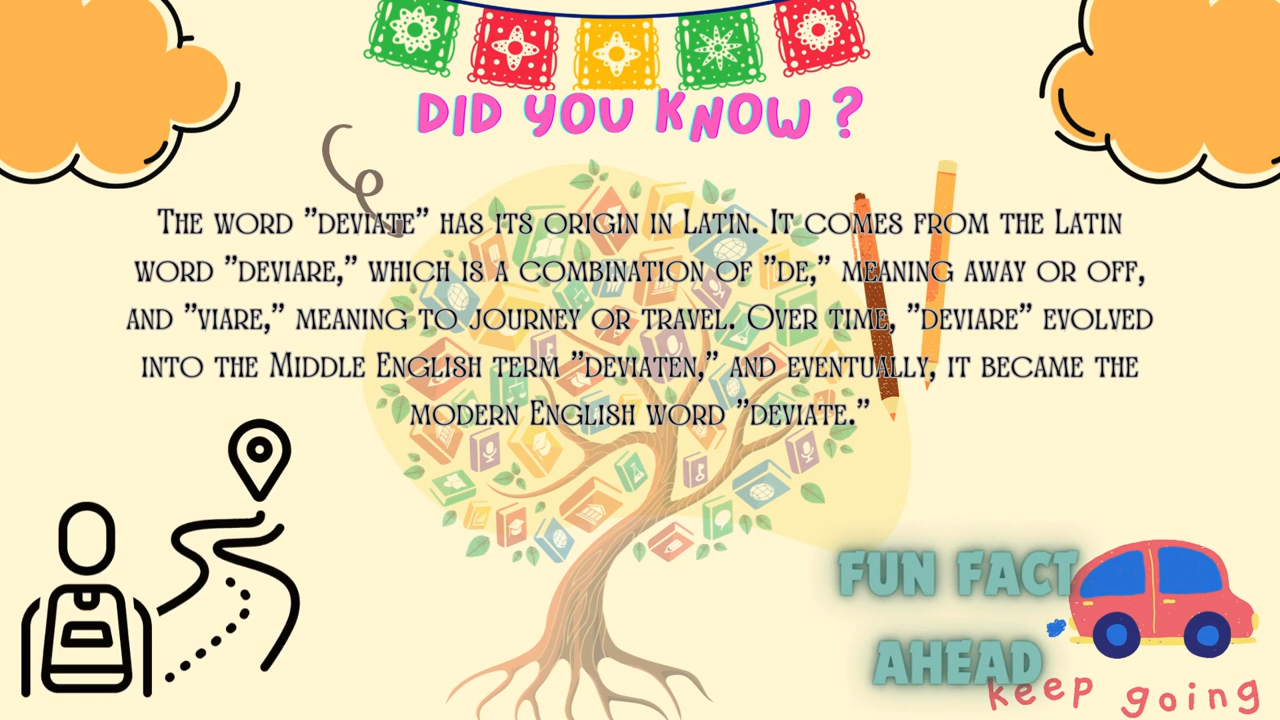 DID YOU KNOW ?
The word "deviate" has its origin in Latin. It comes from the Latin
word "deviare," which is a combination of "de," meaning away or off,
and "viare," meaning to journey or travel. Over time, "deviare" evolved
into the Middle English term "deviaten," and eventually, it became the
modern English word "deviate."
FUN FACT
AHEAD
keep going